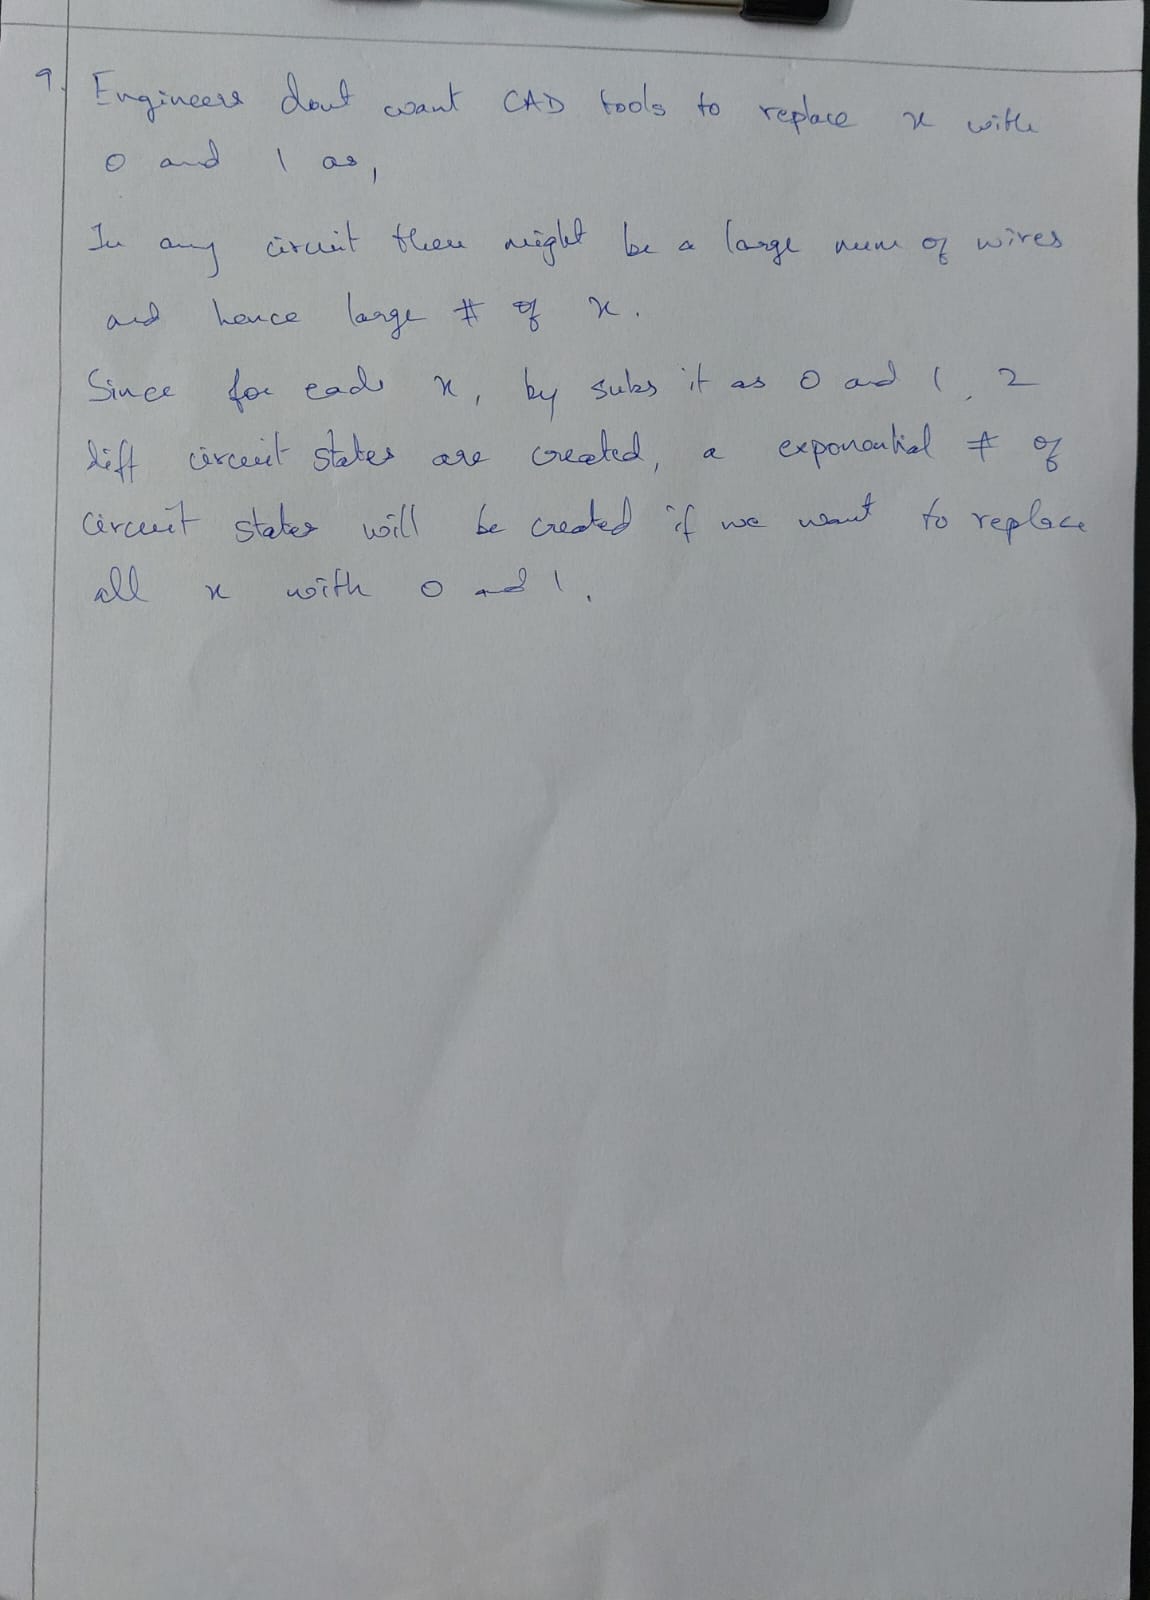 9. Engineers dont want CAD tools to replace x with
0 and 1 as,
In any circuit there might be a large num of wires
and hence large # of x.
Since for each x, by subs it as 0 and 1, 2
diff circuit states are created, a exponential # of
circuit states will be created if we want to replace
all x with 0 and 1.